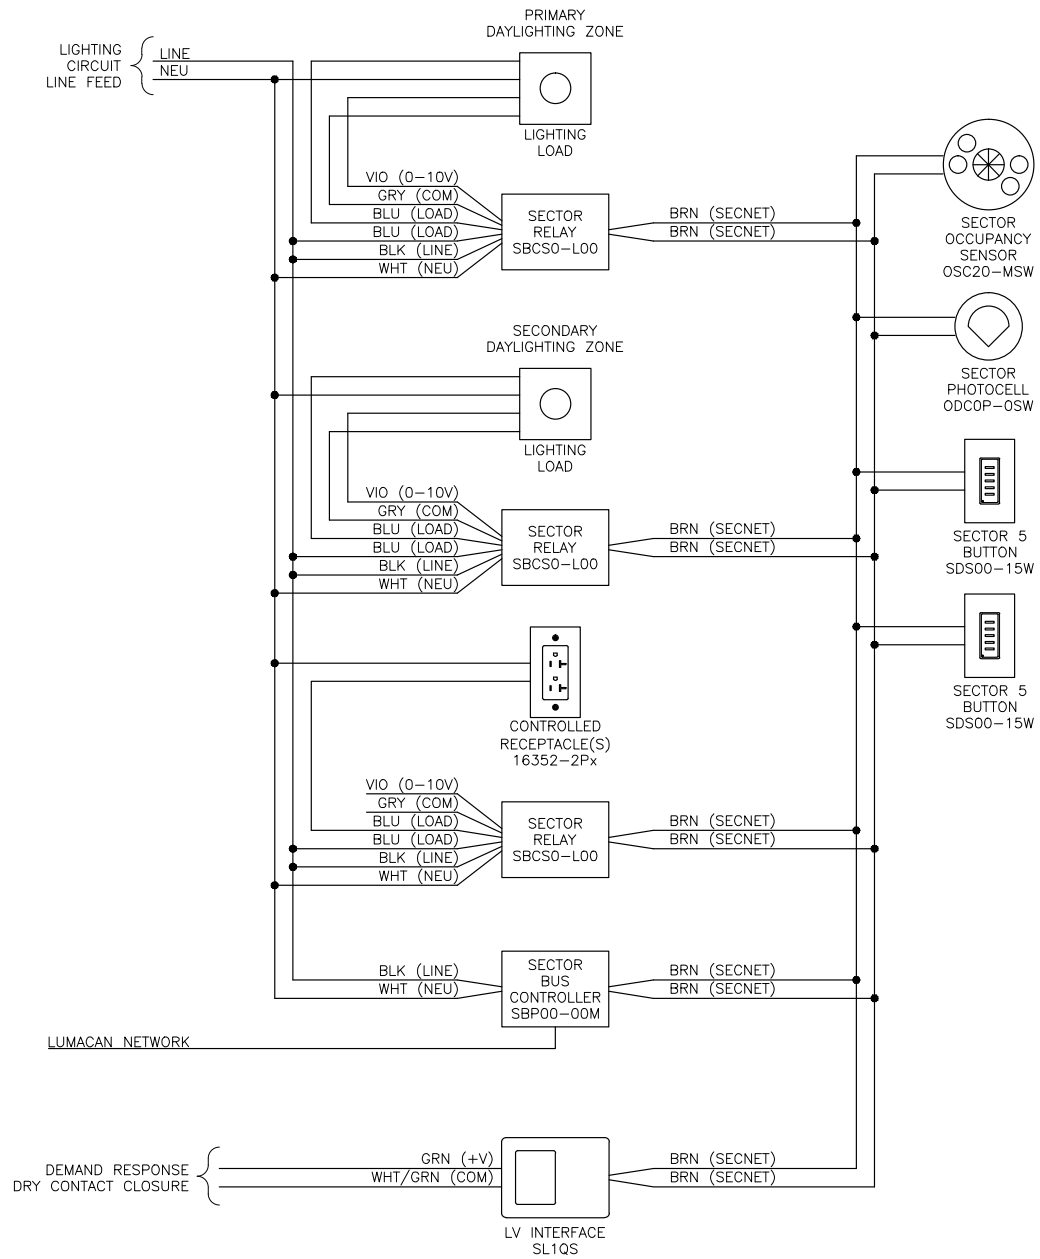 PRIMARY
DAYLIGHTING ZONE
LIGHTING
CIRCUIT
LINE FEED
LINE
NEU
LIGHTING
LOAD
VIO (0-10V)
GRY (COM)
BLU (LOAD)
BLU (LOAD)
BLK (LINE)
WHT (NEU)
SECTOR
RELAY
SBCS0-L00
BRN (SECNET)
BRN (SECNET)
SECTOR
OCCUPANCY
SENSOR
OSC20-MSW
SECONDARY
DAYLIGHTING ZONE
LIGHTING
LOAD
SECTOR
PHOTOCELL
ODC0P-0SW
VIO (0-10V)
GRY (COM)
BLU (LOAD)
BLU (LOAD)
BLK (LINE)
WHT (NEU)
SECTOR
RELAY
SBCS0-L00
BRN (SECNET)
BRN (SECNET)
SECTOR 5
BUTTON
SDS00-15W
SECTOR 5
BUTTON
SDS00-15W
CONTROLLED
RECEPTACLE(S)
16352-2Px
VIO (0-10V)
GRY (COM)
BLU (LOAD)
BLU (LOAD)
BLK (LINE)
WHT (NEU)
SECTOR
RELAY
SBCS0-L00
BRN (SECNET)
BRN (SECNET)
BLK (LINE)
WHT (NEU)
SECTOR
BUS
CONTROLLER
SBP00-00M
BRN (SECNET)
BRN (SECNET)
LUMACAN NETWORK
DEMAND RESPONSE
DRY CONTACT CLOSURE
GRN (+V)
WHT/GRN (COM)
BRN (SECNET)
BRN (SECNET)
LV INTERFACE
SL1QS